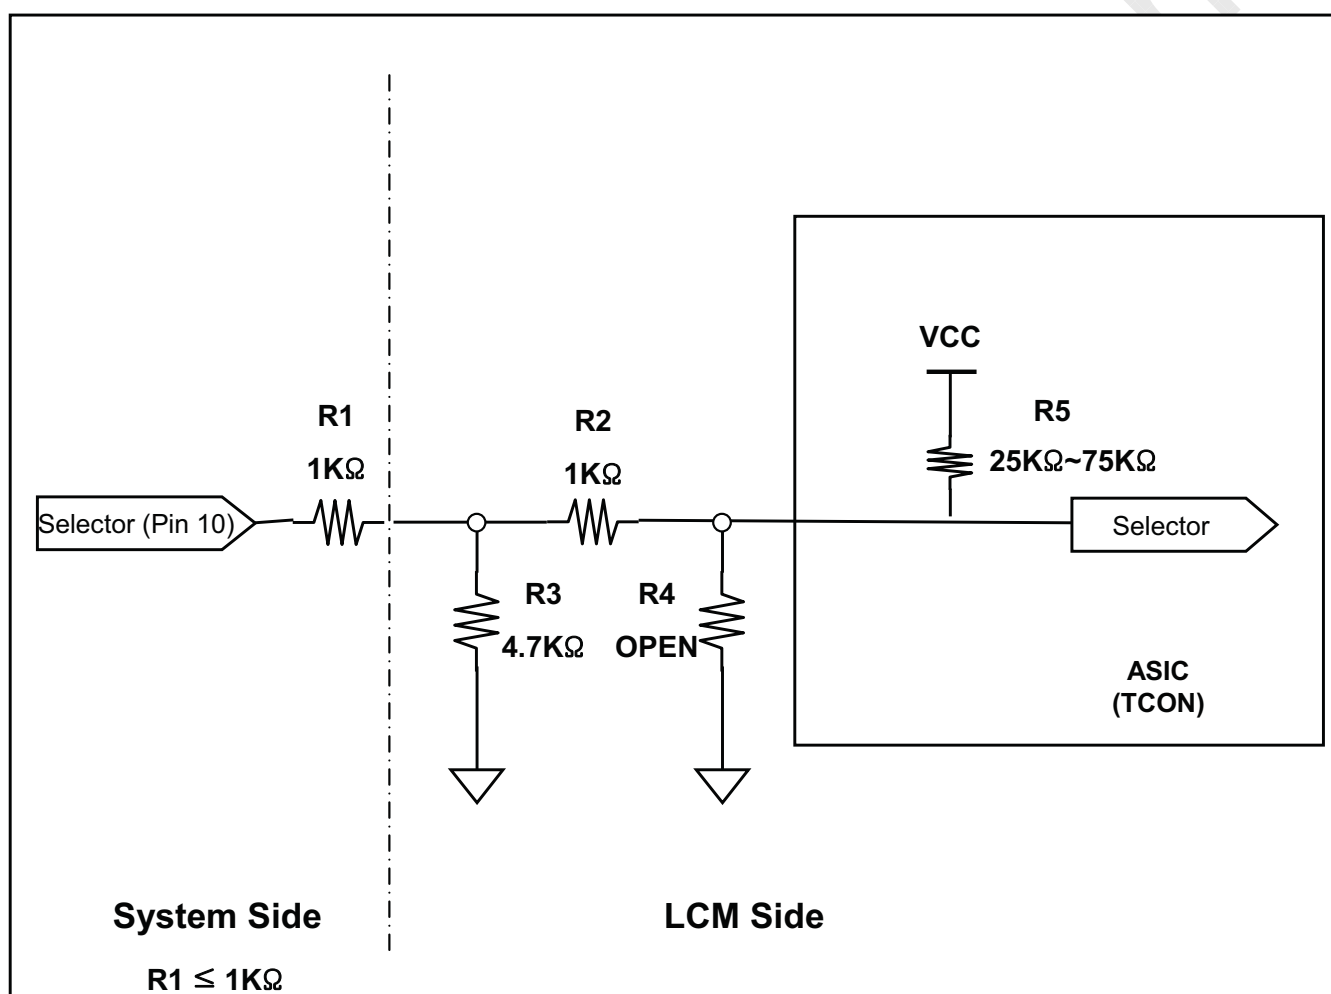 VCC
R1
R2
R5
1KΩ
1KΩ
25KΩ~75KΩ
Selector (Pin 10)
Selector
R3
R4
4.7KΩ
OPEN
ASIC
(TCON)
System Side
LCM Side
R1 ≤ 1KΩ